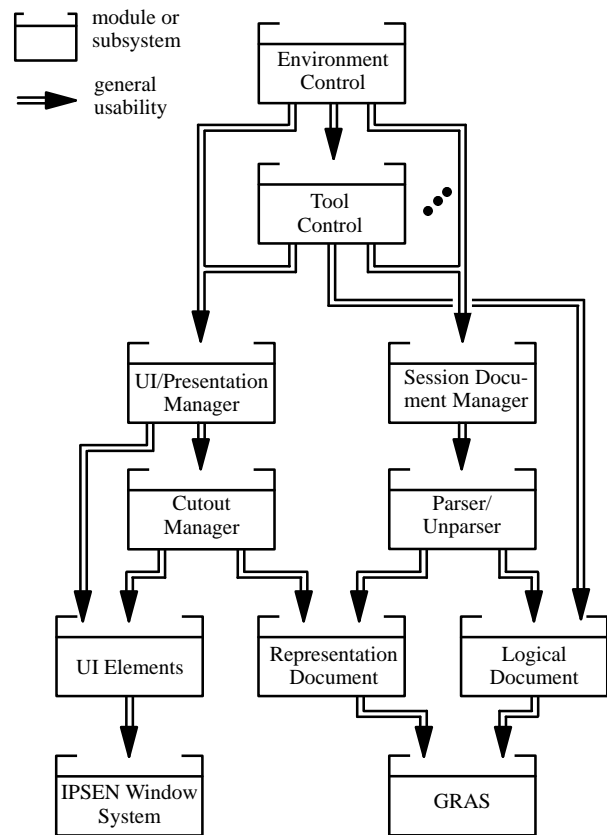 module or
subsystem
general
usability
Environment
Control
Tool
Control
UI/Presentation
Manager
Session Docu-
ment Manager
Cutout
Manager
Parser/
Unparser
UI Elements
Representation
Document
Logical
Document
IPSEN Window
System
GRAS